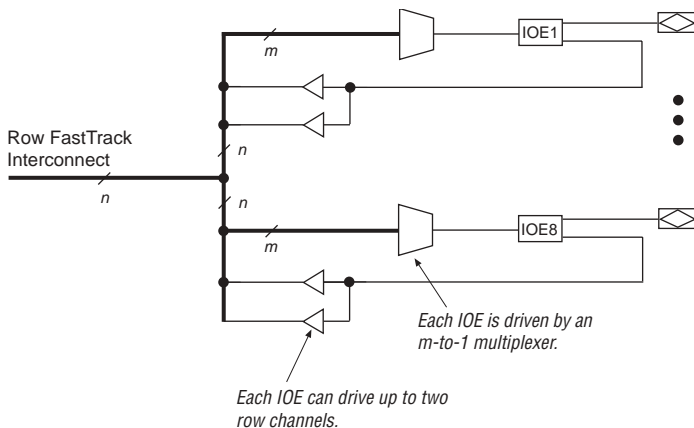 m
IOE1
Row FastTrack
Interconnect
n
n
n
m
IOE8
Each IOE is driven by an
m-to-1 multiplexer.
Each IOE can drive up to two
row channels.